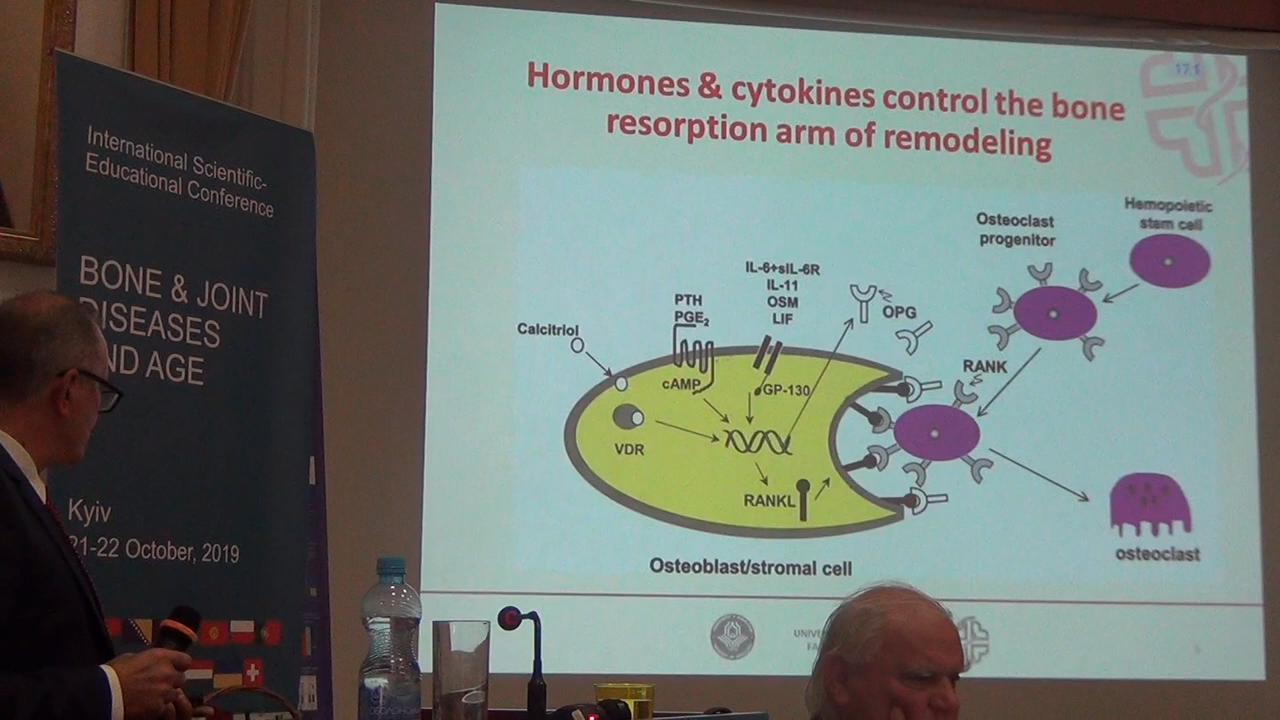 International Scientific-
Educational Conference
BONE & JOINT
DISEASES
AND AGE
Kyiv
21-22 October, 2019
17:1
Hormones & cytokines control the bone
resorption arm of remodeling
Hemopoietic
stem cell
Osteoclast
progenitor
IL-6+sIL-6R
IL-11
OSM
LIF
PTH
PGE₂
OPG
Calcitriol
RANK
cAMP
GP-130
VDR
RANKL
osteoclast
Osteoblast/stromal cell